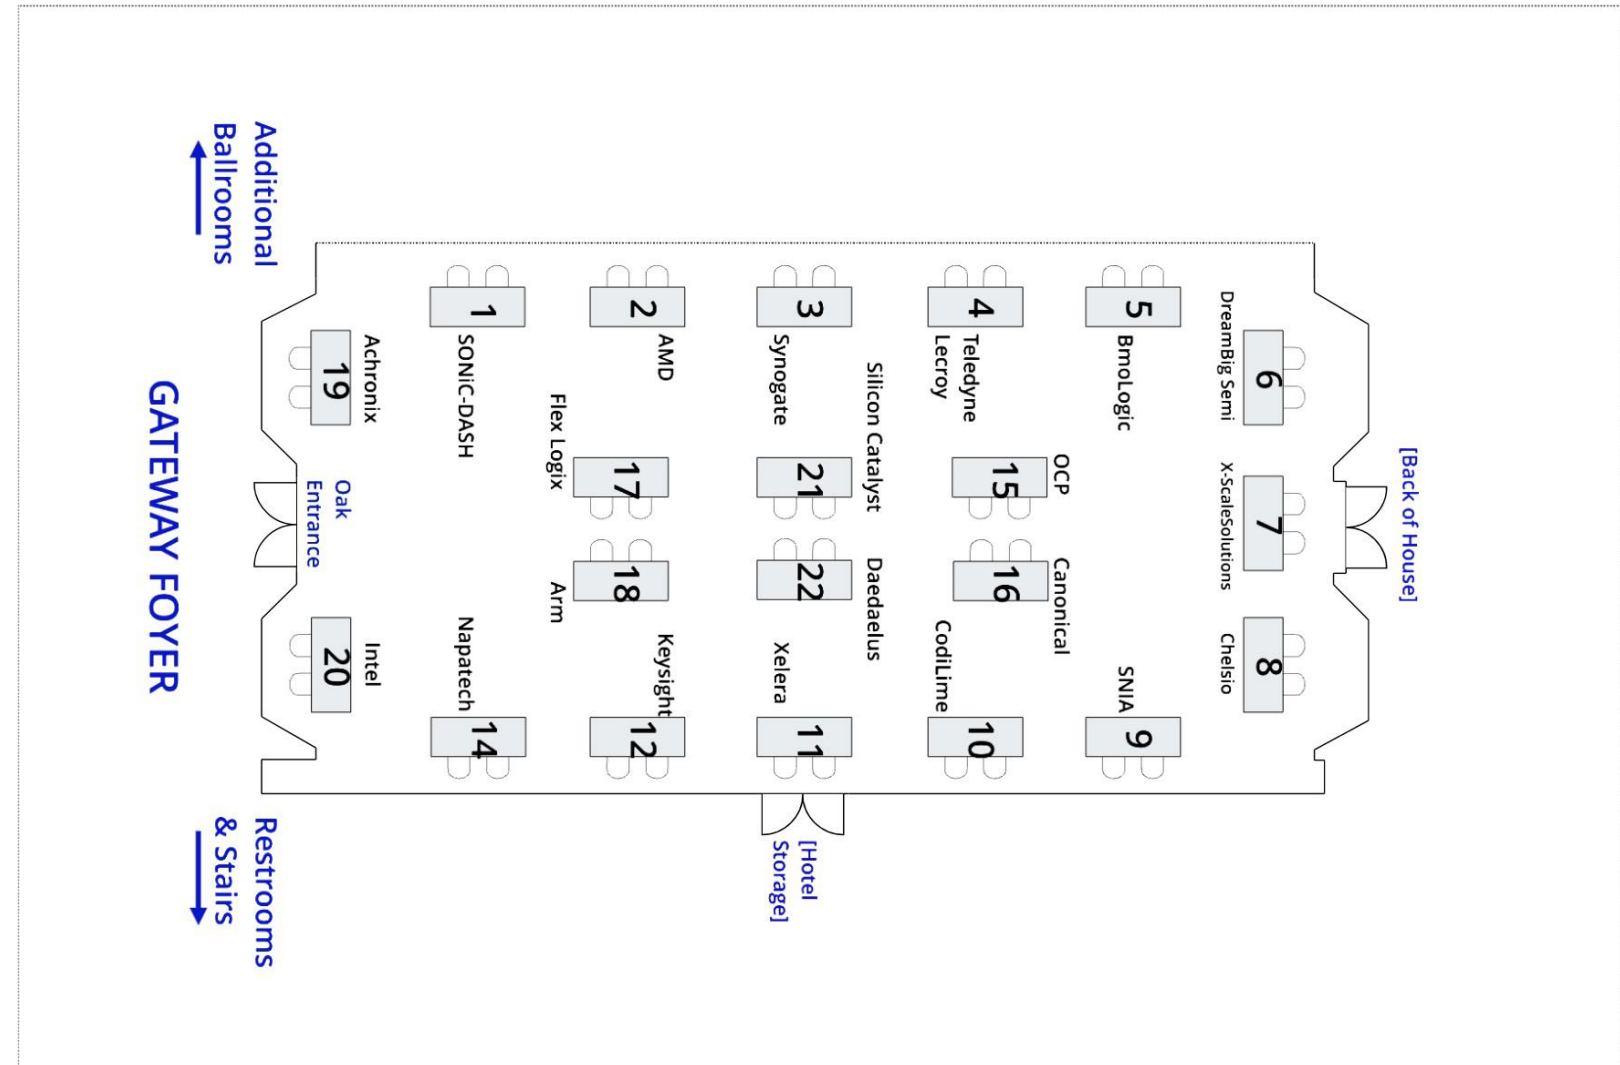 Additional
Ballrooms
GATEWAY FOYER
Restrooms
& Stairs
Oak
Entrance
[Back of House]
[Hotel
Storage]
1
SONiC-DASH
2
AMD
3
Synogate
4
Teledyne
Lecroy
5
BmoLogic
6
DreamBig Semi
7
X-ScaleSolutions
8
Chelsio
9
SNIA
10
CodiLime
11
Xelera
12
Keysight
14
Napatech
15
OCP
16
Canonical
17
Flex Logix
18
Arm
19
Achronix
20
Intel
21
Silicon Catalyst
22
Daedaelus